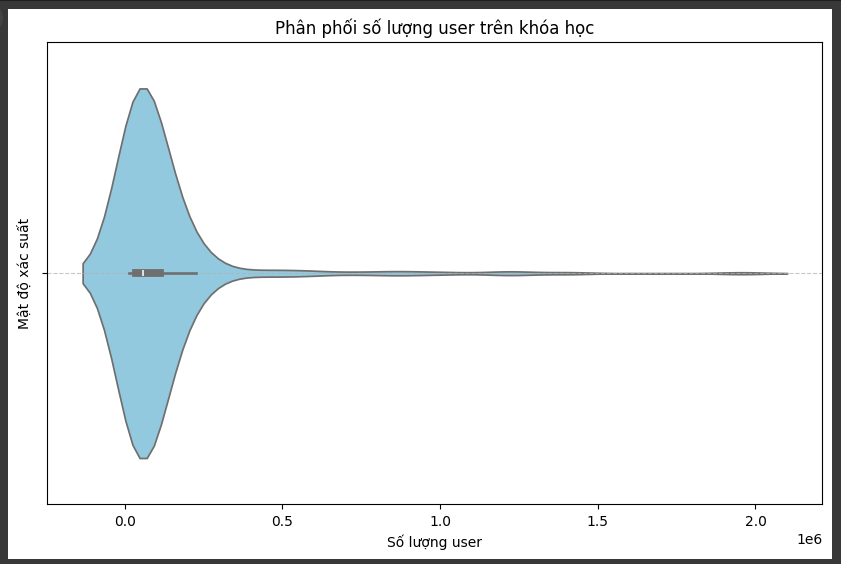 Phân phối số lượng user trên khóa học
Mật độ xác suất
0.0 0.5 1.0 1.5 2.0
1e6
Số lượng user